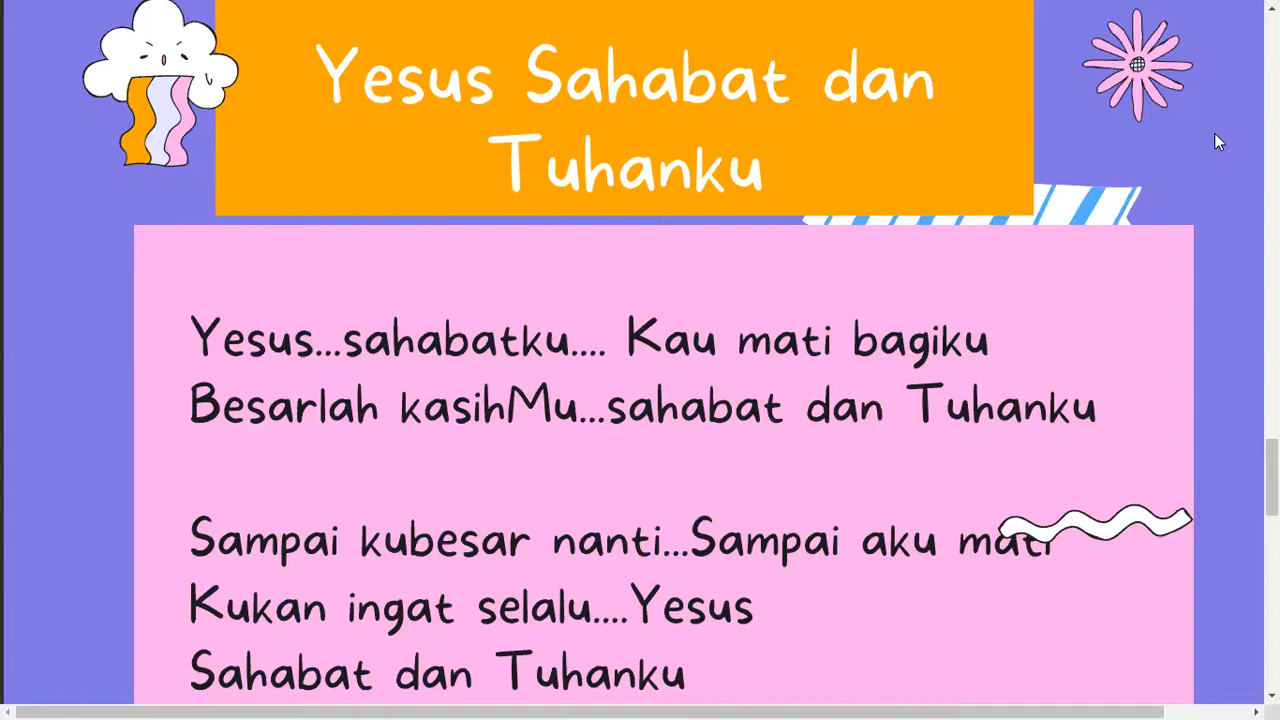 Yesus Sahabat dan
Tuhanku
Yesus...sahabatku.... Kau mati bagiku
Besarlah kasihMu...sahabat dan Tuhanku
Sampai kubesar nanti...Sampai aku mati
Kukan ingat selalu....Yesus
Sahabat dan Tuhanku